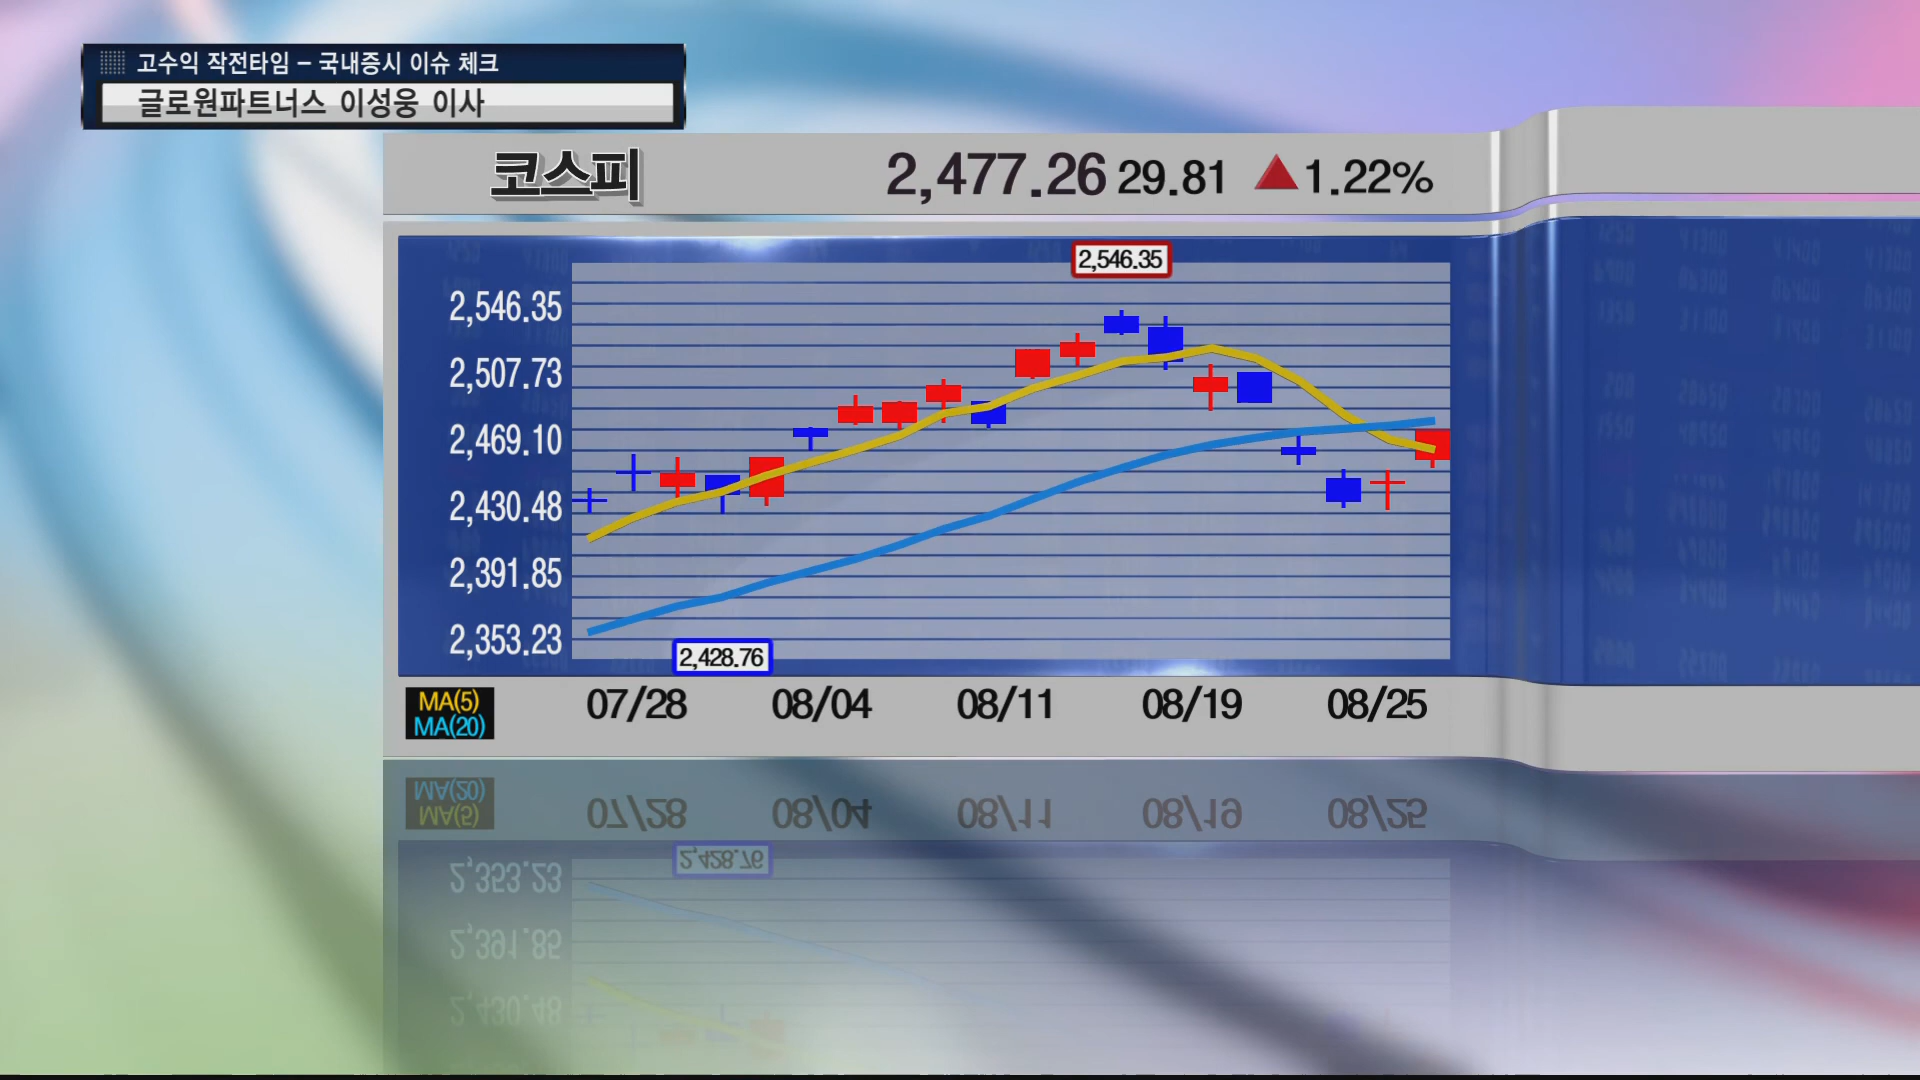 고수익 작전타임 - 국내증시 이슈 체크
글로원파트너스 이성웅 이사
코스피 2,477.26 29.81 ▲1.22%
2,546.35
2,546.35
2,507.73
2,469.10
2,430.48
2,391.85
2,353.23
2,428.76
MA(5)
MA(20)
07/28 08/04 08/11 08/19 08/25